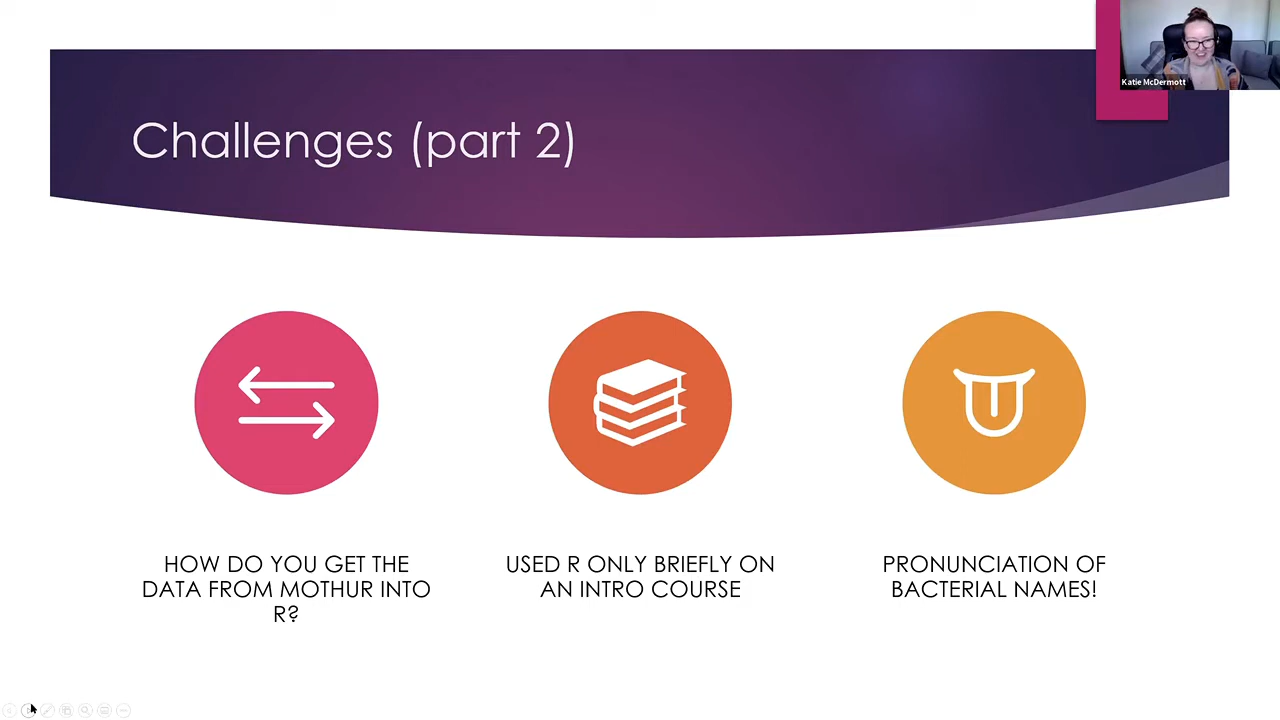 Katie McDermott
Challenges (part 2)
HOW DO YOU GET THE
DATA FROM MOTHUR INTO
R?
USED R ONLY BRIEFLY ON
AN INTRO COURSE
PRONUNCIATION OF
BACTERIAL NAMES!